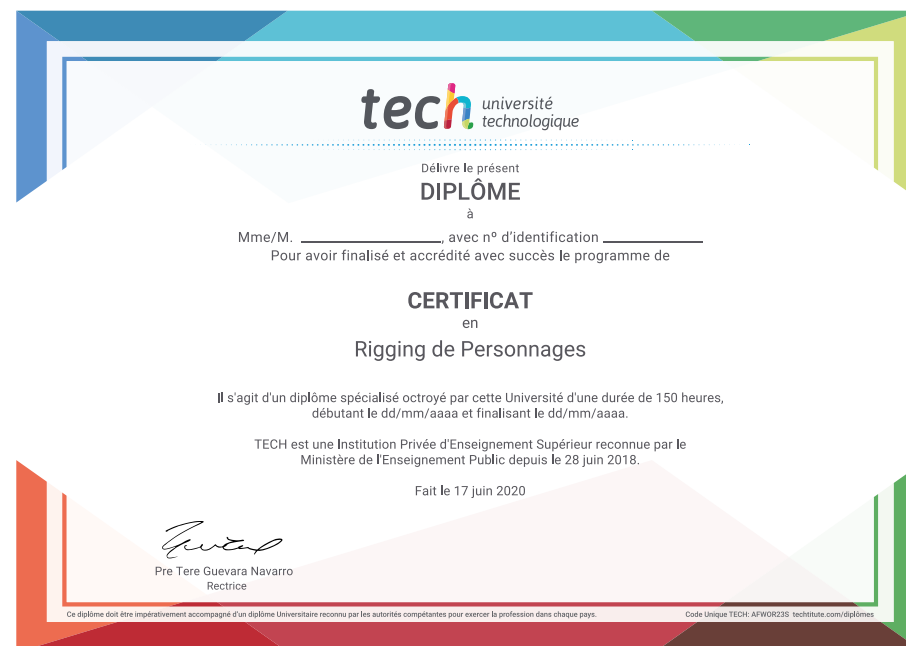 tech université
technologique
Délivre le présent
DIPLÔME
à
Mme/M. ____________________, avec nº d'identification ______________
Pour avoir finalisé et accrédité avec succès le programme de
CERTIFICAT
en
Rigging de Personnages
Il s'agit d'un diplôme spécialisé octroyé par cette Université d'une durée de 150 heures,
débutant le dd/mm/aaaa et finalisant le dd/mm/aaaa.
TECH est une Institution Privée d'Enseignement Supérieur reconnue par le
Ministère de l'Enseignement Public depuis le 28 juin 2018.
Fait le 17 juin 2020
Pre Tere Guevara Navarro
Rectrice
Ce diplôme doit être impérativement accompagné d'un diplôme Universitaire reconnu par les autorités compétantes pour exercer la profession dans chaque pays.
Code Unique TECH: AFWOR23S techtitute.com/diplômes